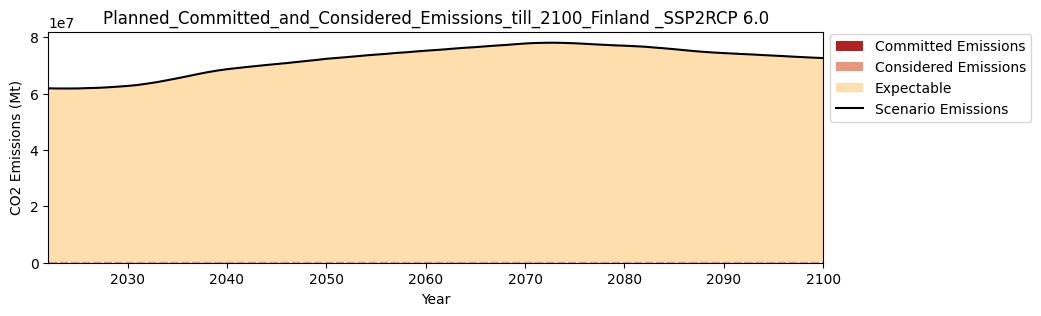 Planned_Committed_and_Considered_Emissions_till_2100_Finland _SSP2RCP 6.0
1e7
8
6
4
2
0
CO2 Emissions (Mt)
2030 2040 2050 2060 2070 2080 2090 2100
Year
Committed Emissions
Considered Emissions
Expectable
Scenario Emissions